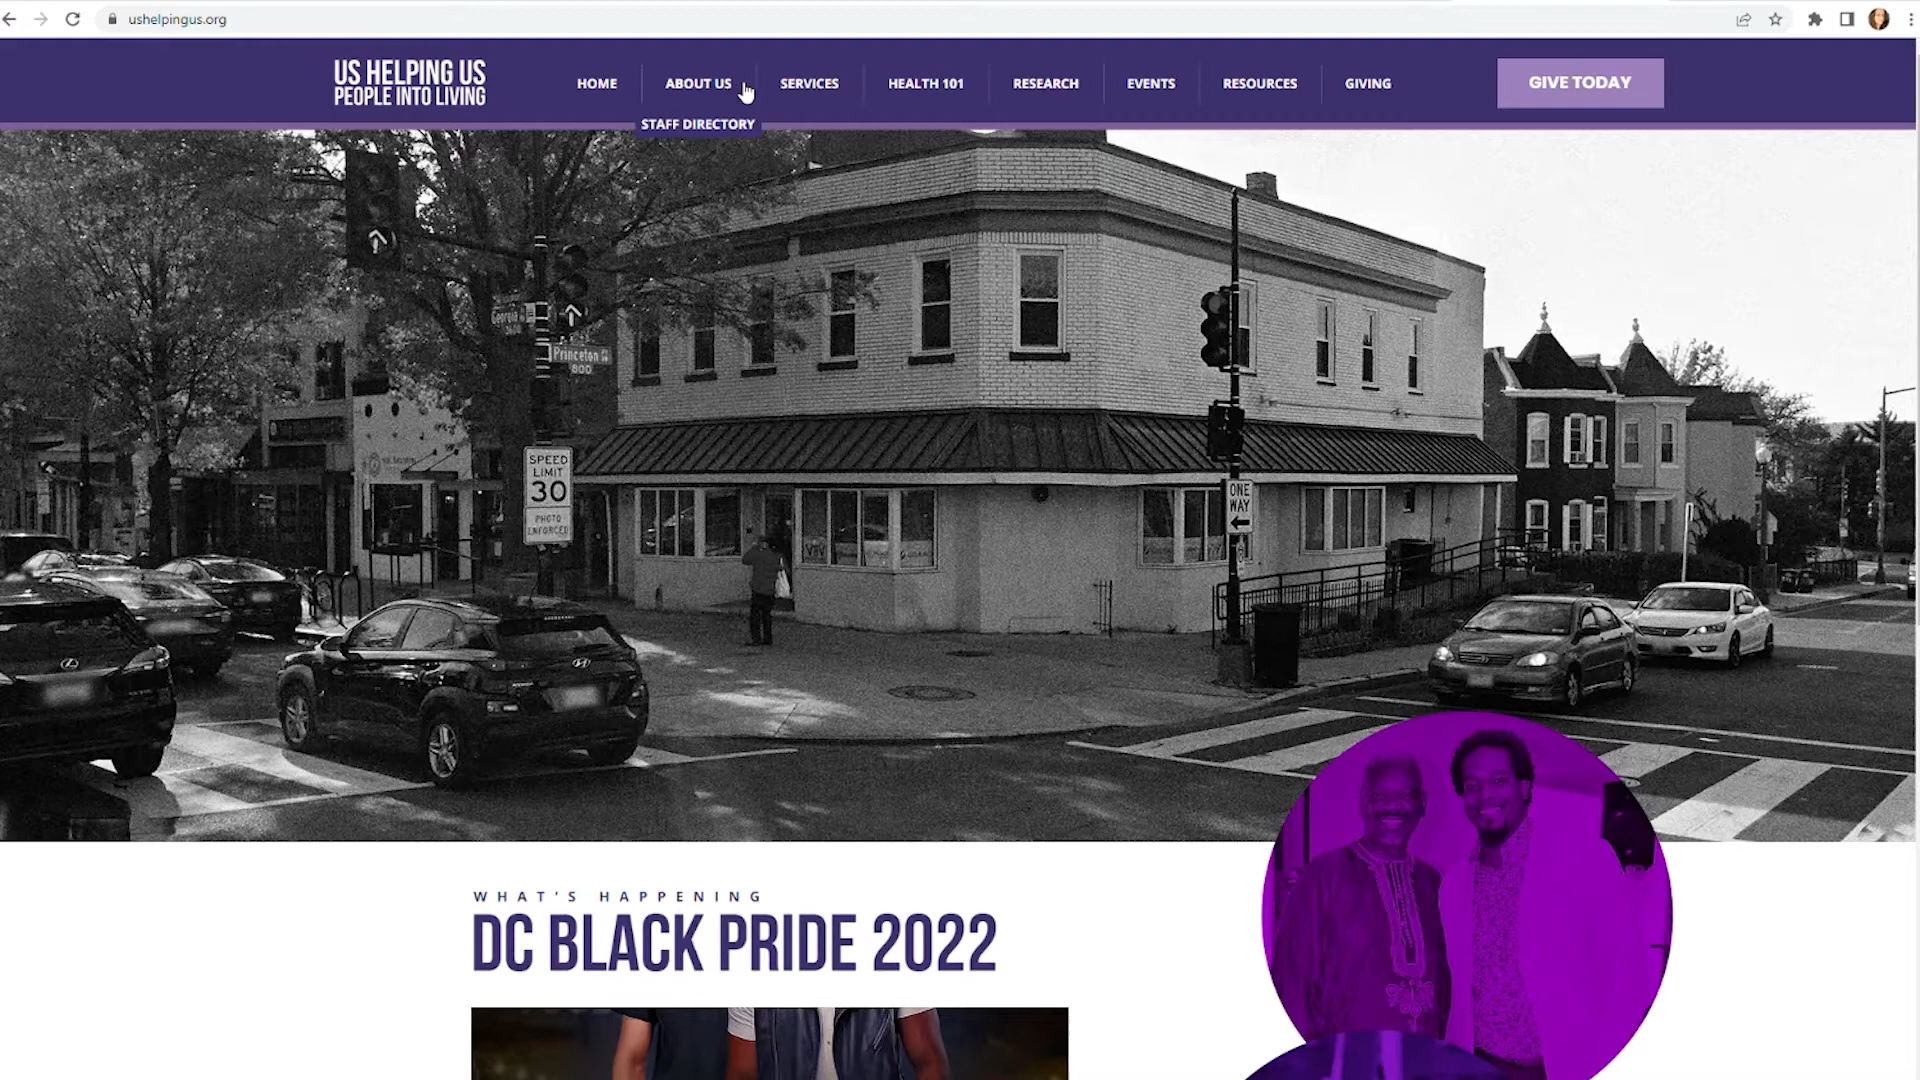 ushelpingus.org
US HELPING US
PEOPLE INTO LIVING
HOME
ABOUT US
SERVICES
HEALTH 101
RESEARCH
EVENTS
RESOURCES
GIVING
GIVE TODAY
STAFF DIRECTORY
Georgia
Princeton
800
SPEED
LIMIT
30
PHOTO
ENFORCED
ONE
WAY
WHAT'S HAPPENING
DC BLACK PRIDE 2022